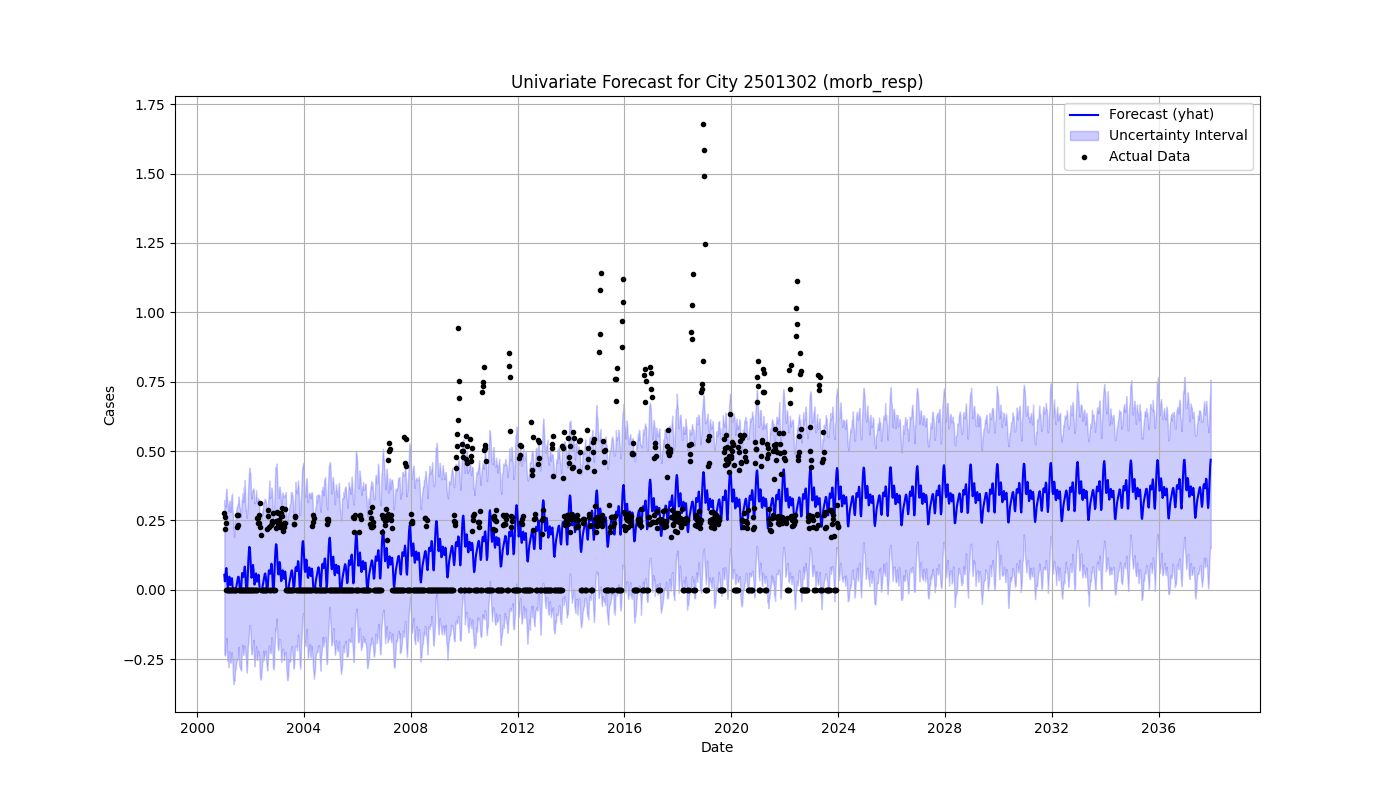 Univariate Forecast for City 2501302 (morb_resp)
Forecast (yhat)
Uncertainty Interval
Actual Data
Cases
1.75
1.50
1.25
1.00
0.75
0.50
0.25
0.00
−0.25
2000 2004 2008 2012 2016 2020 2024 2028 2032 2036
Date